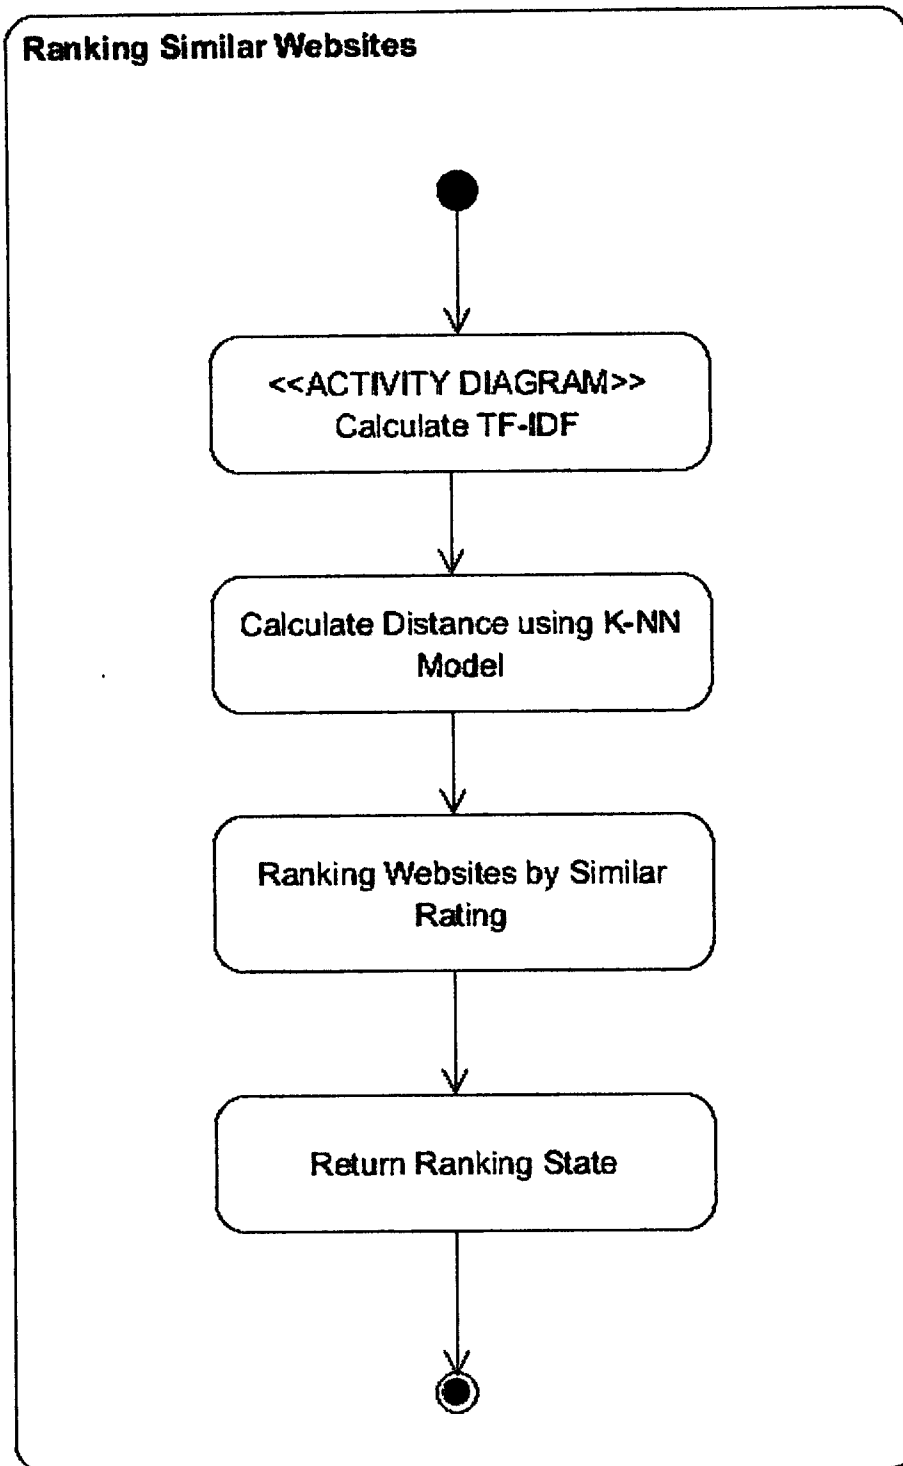 Ranking Similar Websites
<<ACTIVITY DIAGRAM>>
Calculate TF-IDF
Calculate Distance using K-NN
Model
Ranking Websites by Similar
Rating
Return Ranking State